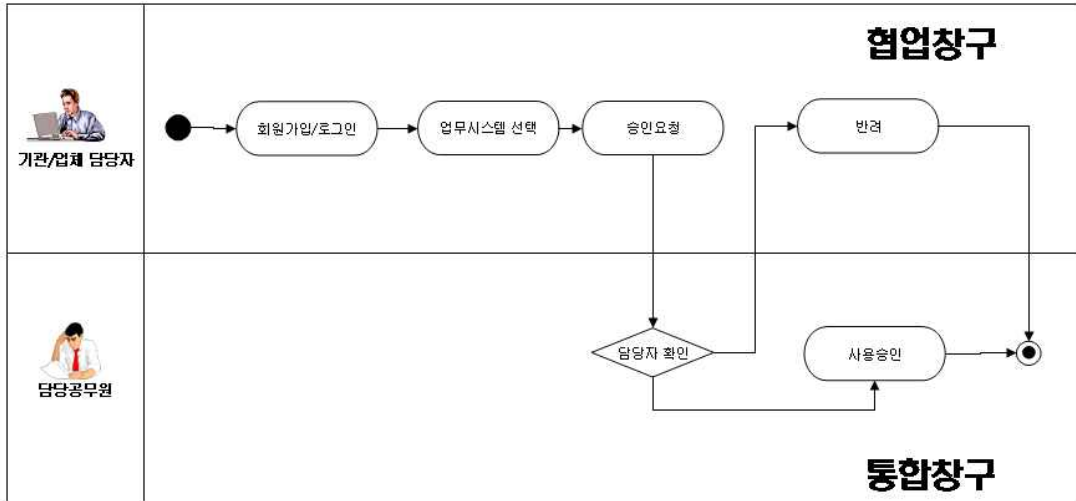 협업창구
기관/업체 담당자
회원가입/로그인
업무시스템 선택
승인요청
반려
담당공무원
담당자 확인
사용승인
통합창구